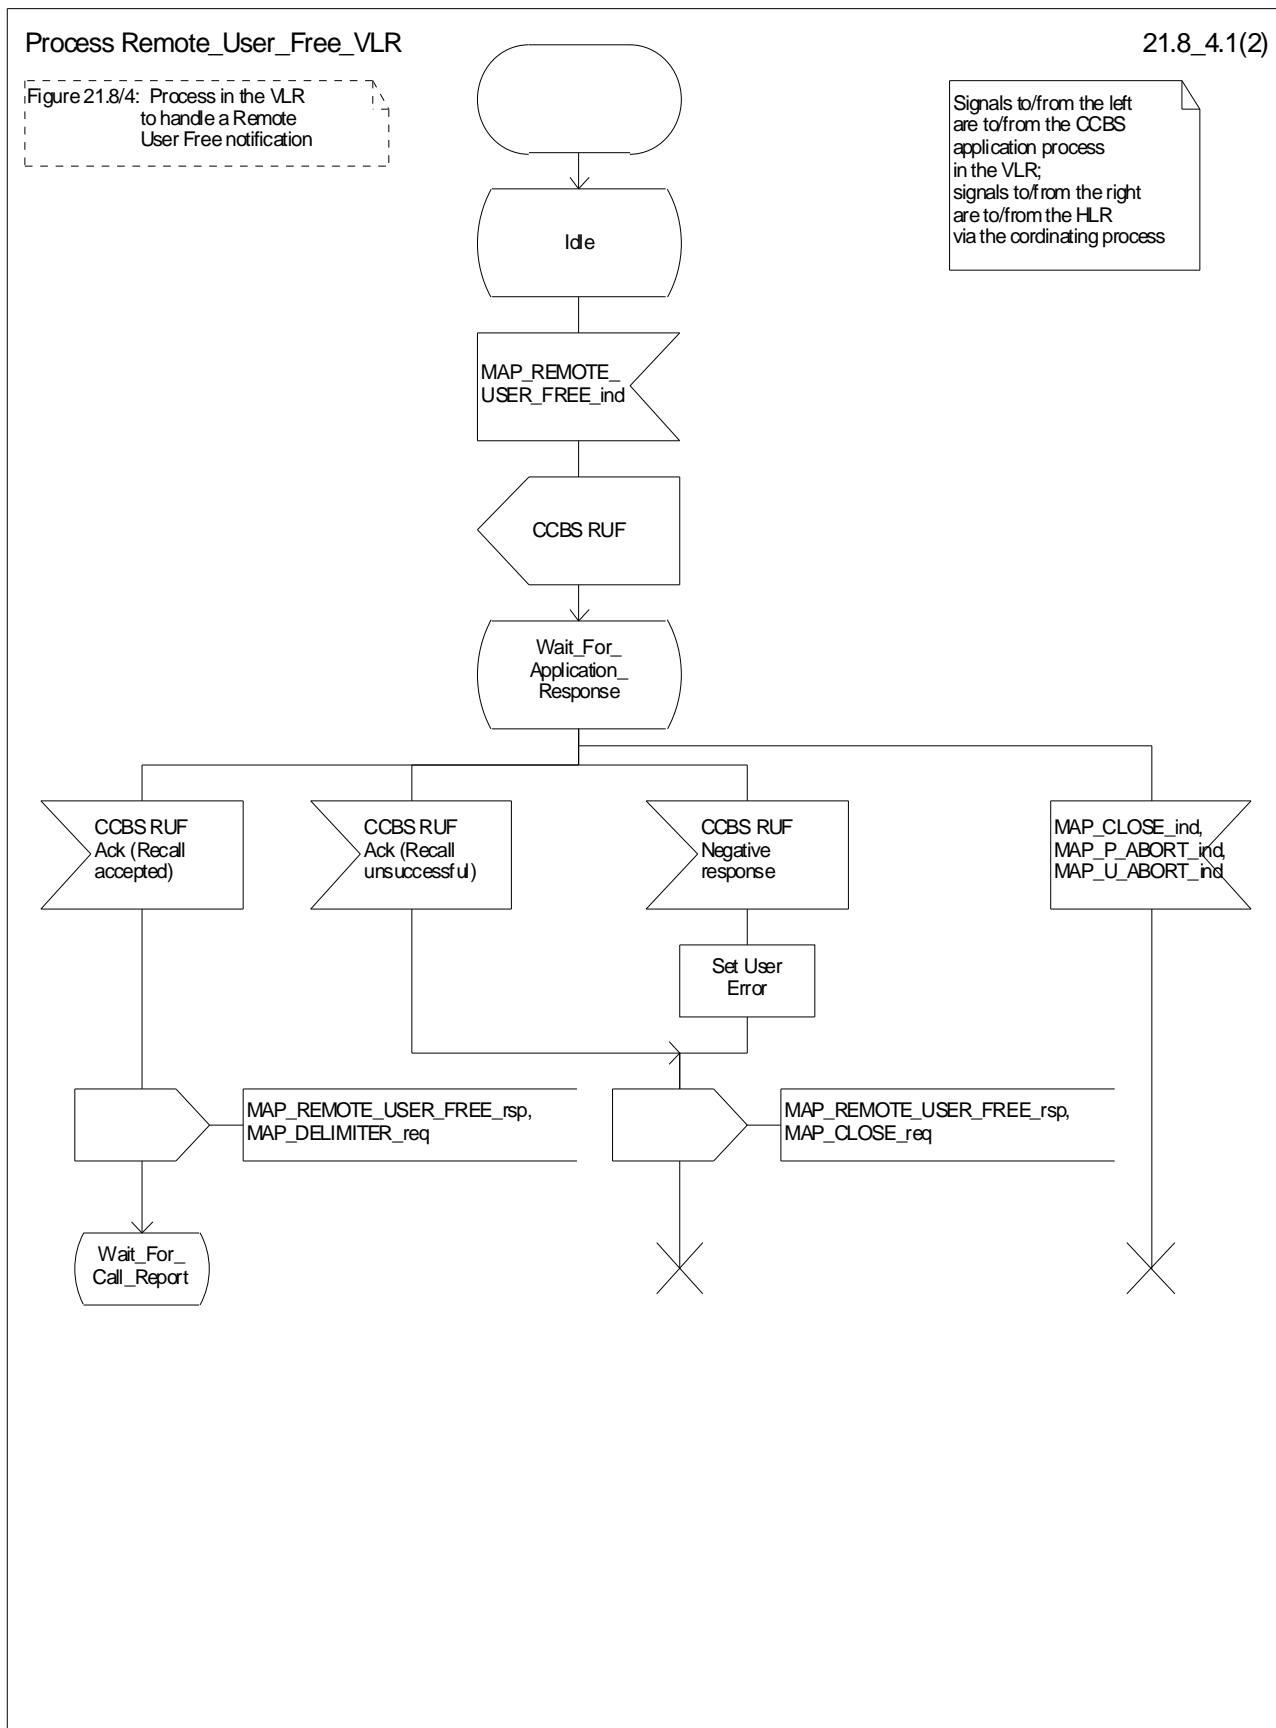 Process Remote_User_Free_VLR
21.8_4.1(2)
Figure 21.8/4: Process in the VLR
to handle a Remote
User Free notification
Signals to/from the left
are to/from the CCBS
application process
in the VLR;
signals to/from the right
are to/from the HLR
via the cordinating process
Idle
MAP_REMOTE_
USER_FREE_ind
CCBS RUF
Wait_For_
Application_
Response
CCBS RUF
Ack (Recall
accepted)
CCBS RUF
Ack (Recall
unsuccessful)
CCBS RUF
Negative
response
MAP_CLOSE_ind,
MAP_P_ABORT_ind,
MAP_U_ABORT_ind
Set User
Error
MAP_REMOTE_USER_FREE_rsp,
MAP_DELIMITER_req
MAP_REMOTE_USER_FREE_rsp,
MAP_CLOSE_req
Wait_For_
Call_Report